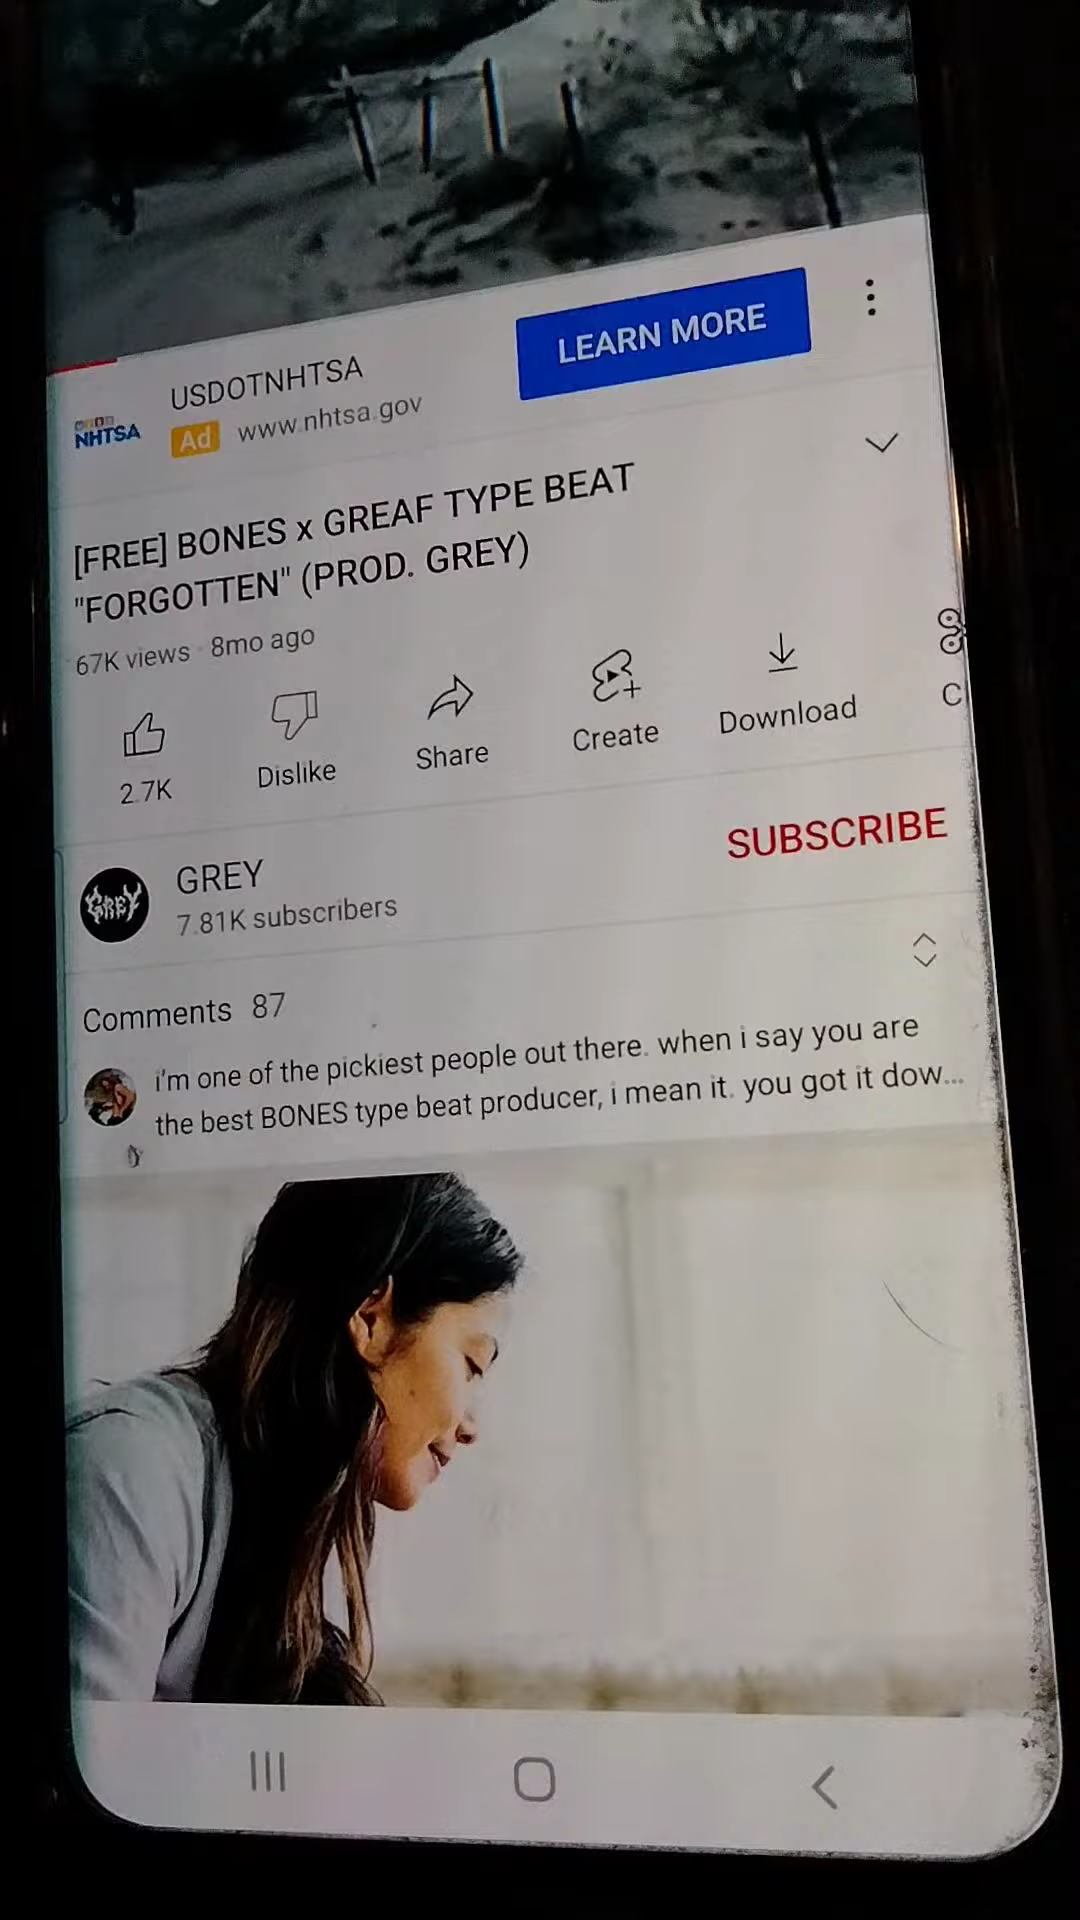 LEARN MORE
USDOTNHTSA
NHTSA
Ad www.nhtsa.gov
[FREE] BONES x GREAF TYPE BEAT
"FORGOTTEN" (PROD. GREY)
67K views · 8mo ago
2.7K
Dislike
Share
Create
Download
C
GREY
GREY
SUBSCRIBE
7.81K subscribers
Comments 87
i'm one of the pickiest people out there. when i say you are
the best BONES type beat producer, i mean it. you got it dow...